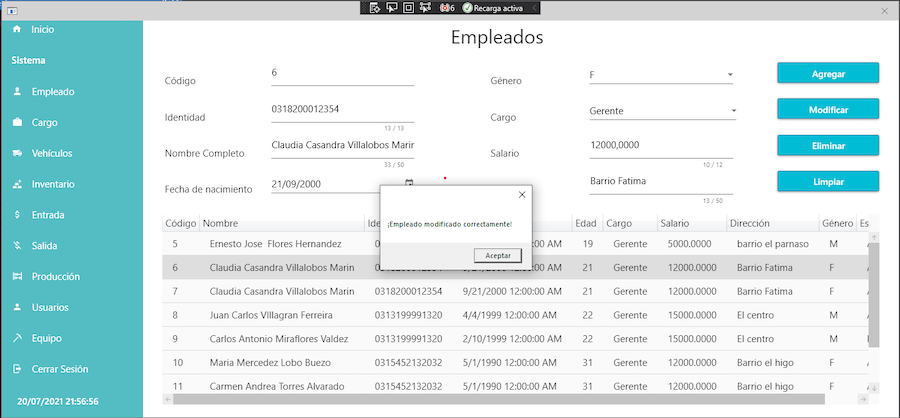 6 Recarga activa
Inicio
Sistema
Empleado
Cargo
Vehículos
Inventario
Entrada
Salida
Producción
Usuarios
Equipo
Cerrar Sesión
20/07/2021 21:56:56
Empleados
Código 6
Identidad 0318200012354
13 / 13
Nombre Completo Claudia Casandra Villalobos Marir
33 / 50
Fecha de nacimiento 21/09/2000
Género F
Cargo Gerente
Salario 12000,0000
10 / 12
Barrio Fatima
13 / 50
Agregar
Modificar
Eliminar
Limpiar
¡Empleado modificado correctamente!
Aceptar
Código Nombre Edad Cargo Salario Dirección Género Es
5 Ernesto Jose Flores Hernandez 00:00 AM 19 Gerente 5000.0000 barrio el parnaso M
6 Claudia Casandra Villalobos Marin 0318200012354 9/21/2000 12:00:00 AM 21 Gerente 12000.0000 Barrio Fatima F
7 Claudia Casandra Villalobos Marin 0318200012354 9/21/2000 12:00:00 AM 21 Gerente 12000.0000 Barrio Fatima F
8 Juan Carlos VIllagran Ferreira 0313199991320 4/4/1999 12:00:00 AM 22 Gerente 15000.0000 El centro M
9 Carlos Antonio Miraflores Valdez 0313199991320 2/10/1999 12:00:00 AM 22 Gerente 15000.0000 El centro M
10 Maria Mercedez Lobo Buezo 0315452132032 5/1/1990 12:00:00 AM 31 Gerente 12000.0000 Barrio el higo F
11 Carmen Andrea Torres Alvarado 0315452132032 5/1/1990 12:00:00 AM 31 Gerente 12000.0000 Barrio el higo F